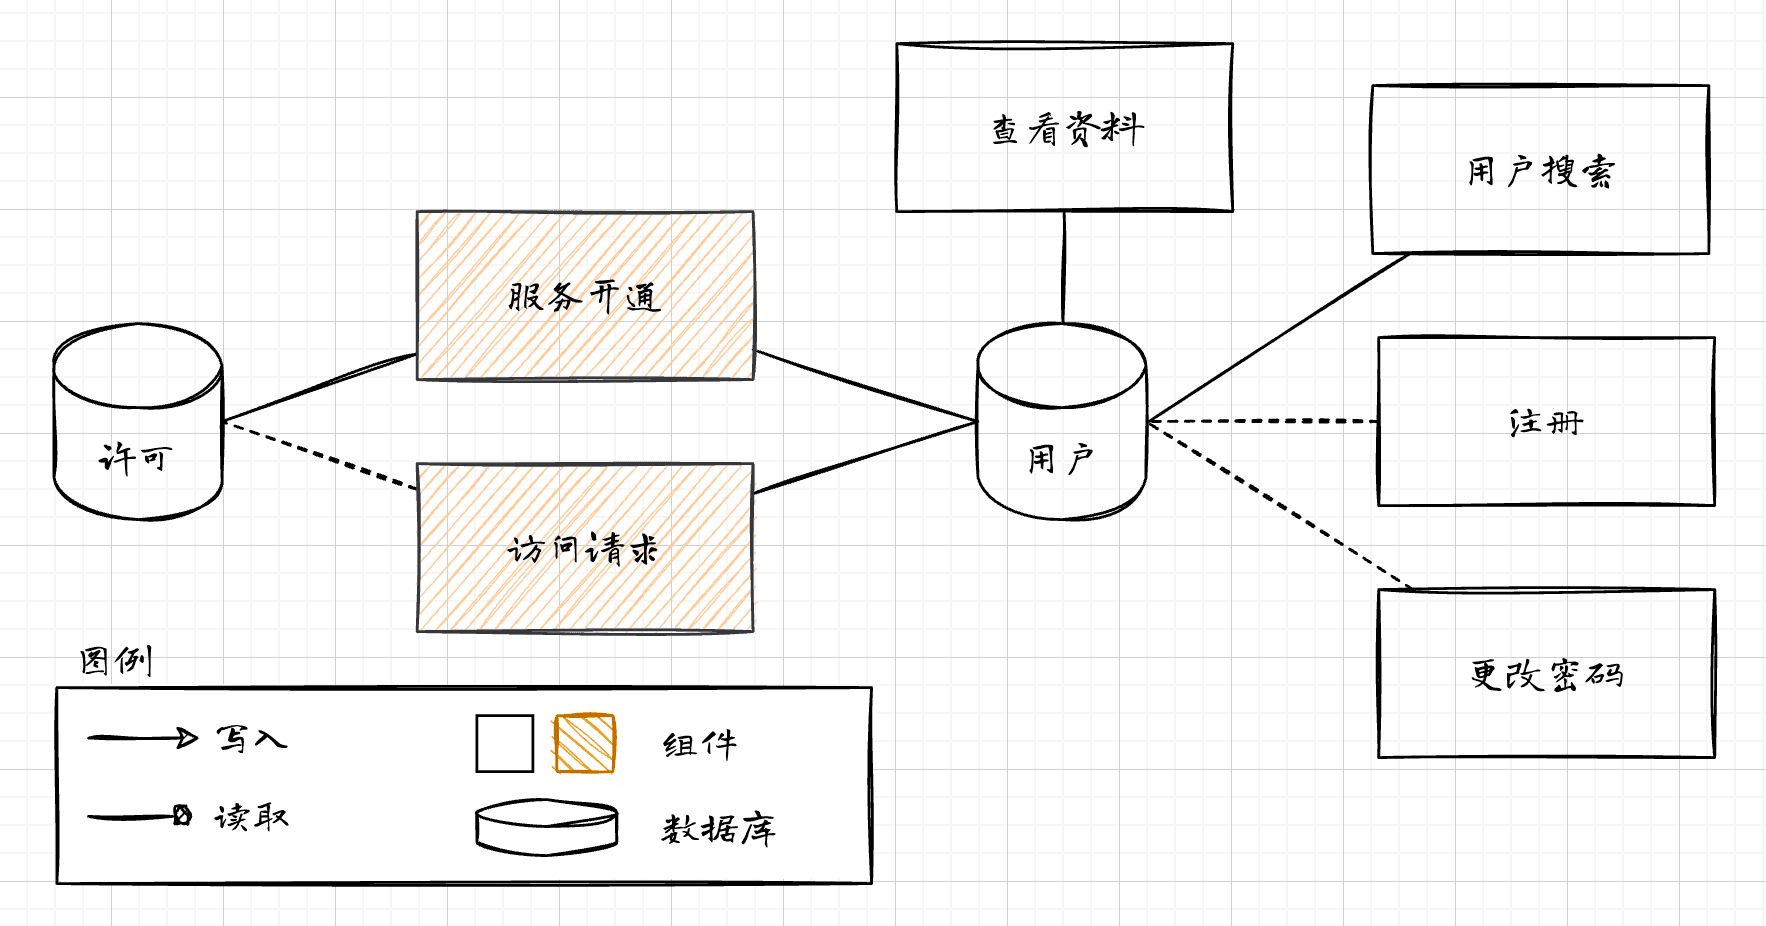 查看资料
用户搜索
服务开通
许可
用户
注册
访问请求
更改密码
图例
写入
组件
读取
数据库